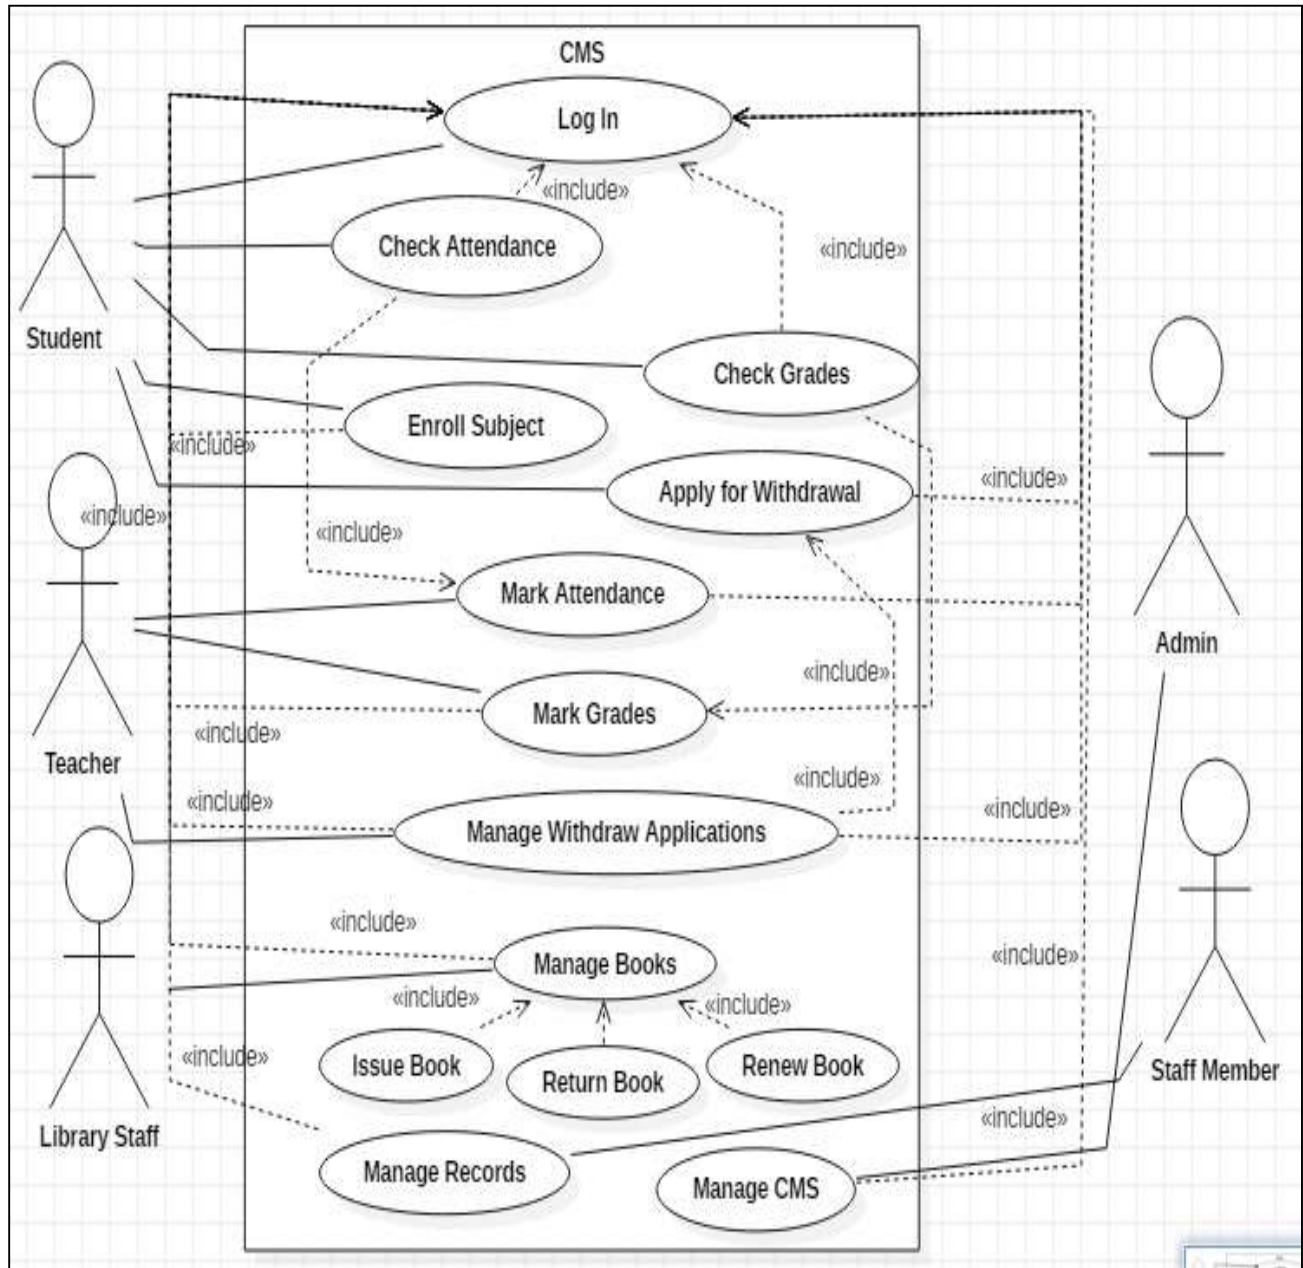 CMS
Log In
«include»
Check Attendance
«include»
Student
Check Grades
Enroll Subject
«include»
Apply for Withdrawal
«include»
«include»
«include»
Mark Attendance
Admin
«include»
Mark Grades
«include»
Teacher
«include»
«include»
«include»
Manage Withdraw Applications
«include»
«include»
Manage Books
«include»
«include»
Issue Book
Return Book
Renew Book
Staff Member
«include»
«include»
Library Staff
Manage Records
Manage CMS